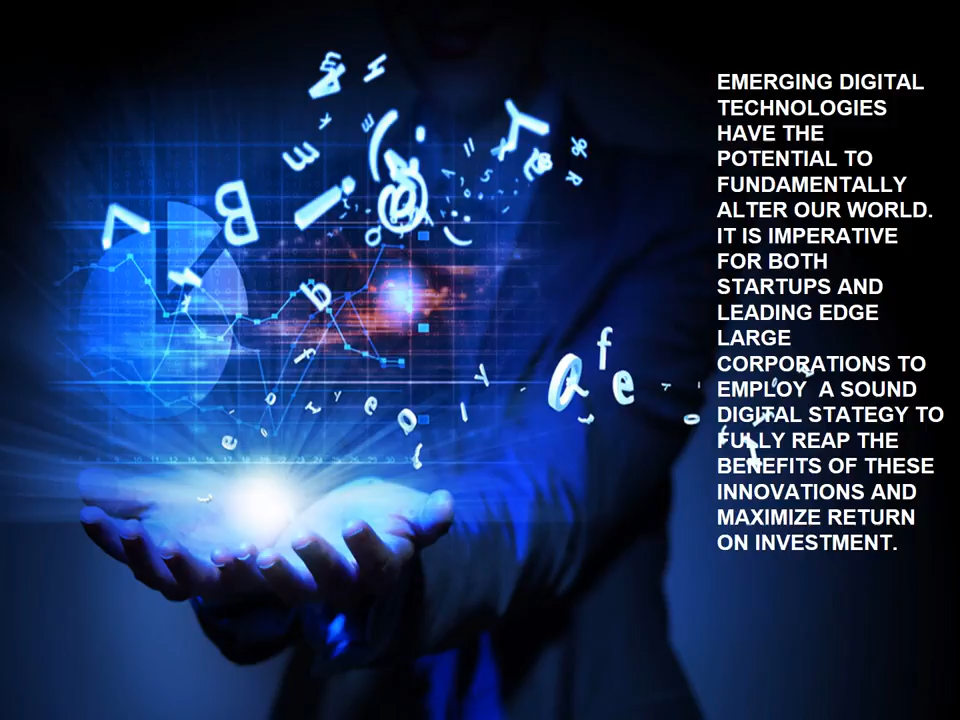 EMERGING DIGITAL
TECHNOLOGIES
HAVE THE
POTENTIAL TO
FUNDAMENTALLY
ALTER OUR WORLD.
IT IS IMPERATIVE
FOR BOTH
STARTUPS AND
LEADING EDGE
LARGE
CORPORATIONS TO
EMPLOY  A SOUND
DIGITAL STATEGY TO
FULLY REAP THE
BENEFITS OF THESE
INNOVATIONS AND
MAXIMIZE RETURN
ON INVESTMENT.